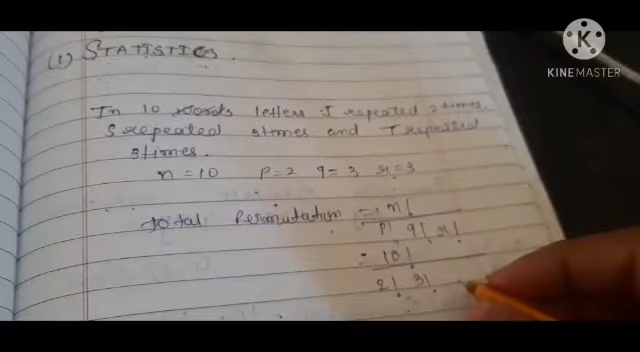 KINEMASTER
(1) STATISTICS.
In 10 words letters I repeated 2 times,
S repeated 3 times and T repeated
3 times.
n = 10 p = 2 q = 3 r = 3
total Permutation = n!
p! q! r!
= 10!
2! 3!